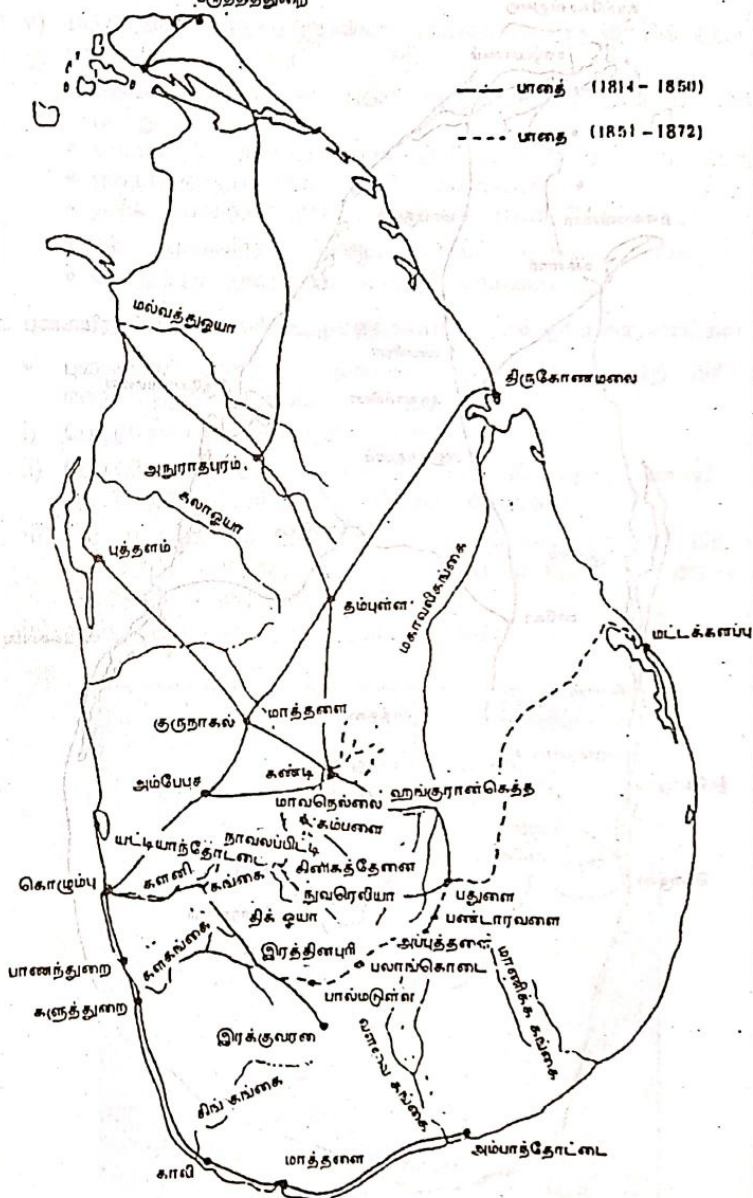 பாதை (1814 - 1850)
பாதை (1851 - 1872)
மல்வத்துஓயா
திருகோணமலை
அநுராதபுரம்
கலாஓயா
புத்தளம்
தம்புள்ள
மகாவலிகங்கை
மட்டக்களப்பு
குருநாகல்
மாத்தளை
கண்டி
அம்பேபுச
மாவநெல்லை
ஹங்குரான்கெத்த
கம்பளை
நாவலப்பிட்டி
யட்டியாந்தோட்டை
கினிகத்தேனை
கொழும்பு
களனி கங்கை
நுவரெலியா
பதுளை
திக் ஓயா
பண்டாரவளை
அப்புத்தளை
இரத்தினபுரி
பலாங்கொடை
பாணந்துறை
களுகங்கை
களுத்துறை
பால்மடுள்ள
மாணிக்க கங்கை
இரக்குவானை
வளவை கங்கை
கிங் கங்கை
காலி
மாத்தளை
அம்பாந்தோட்டை